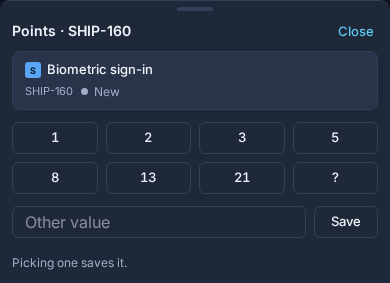 Points · SHIP-160
Close
S Biometric sign-in
SHIP-160 ● New
1 2 3 5
8 13 21 ?
Other value Save
Picking one saves it.